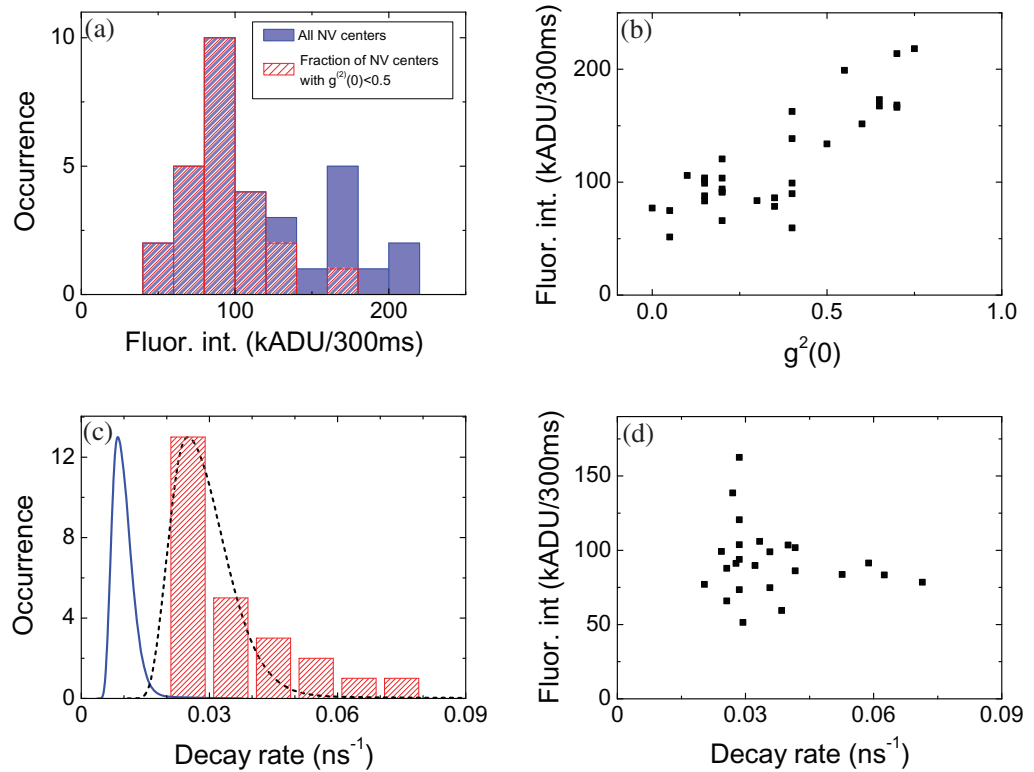 (a)
All NV centers
Fraction of NV centers
with g(2)(0)<0.5
10
5
0
Occurrence
0
100
200
Fluor. int. (kADU/300ms)
(b)
200
100
0
Fluor. int. (kADU/300ms)
0.0
0.5
1.0
g2(0)
(c)
12
8
4
0
Occurrence
0
0.03
0.06
0.09
Decay rate (ns-1)
(d)
150
100
50
0
Fluor. int (kADU/300ms)
0
0.03
0.06
0.09
Decay rate (ns-1)